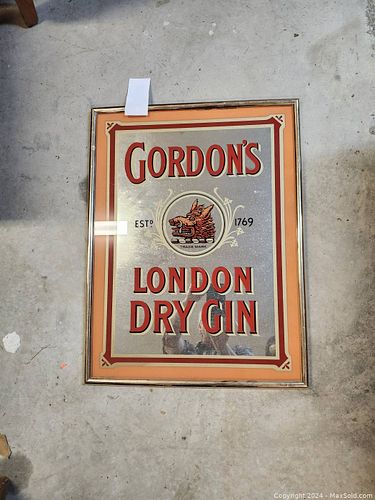 GORDON'S
ESTD 1769
TRADE MARK
LONDON
DRY GIN
Copyright 2024 - MaxSold.com